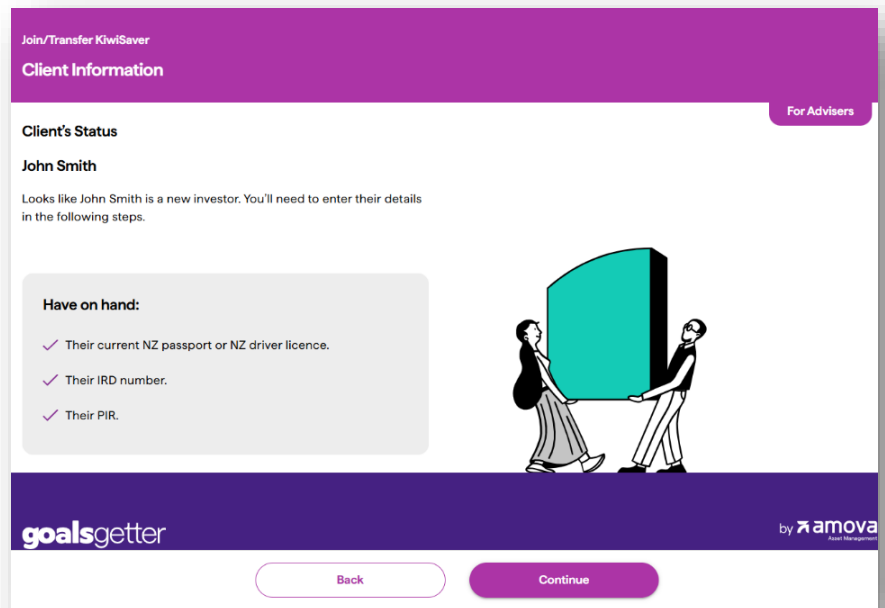 Join/Transfer KiwiSaver
Client Information
For Advisers
Client's Status
John Smith
Looks like John Smith is a new investor. You'll need to enter their details
in the following steps.
Have on hand:
Their current NZ passport or NZ driver licence.
Their IRD number.
Their PIR.
goalsgetter
by amova
Asset Management
Back
Continue